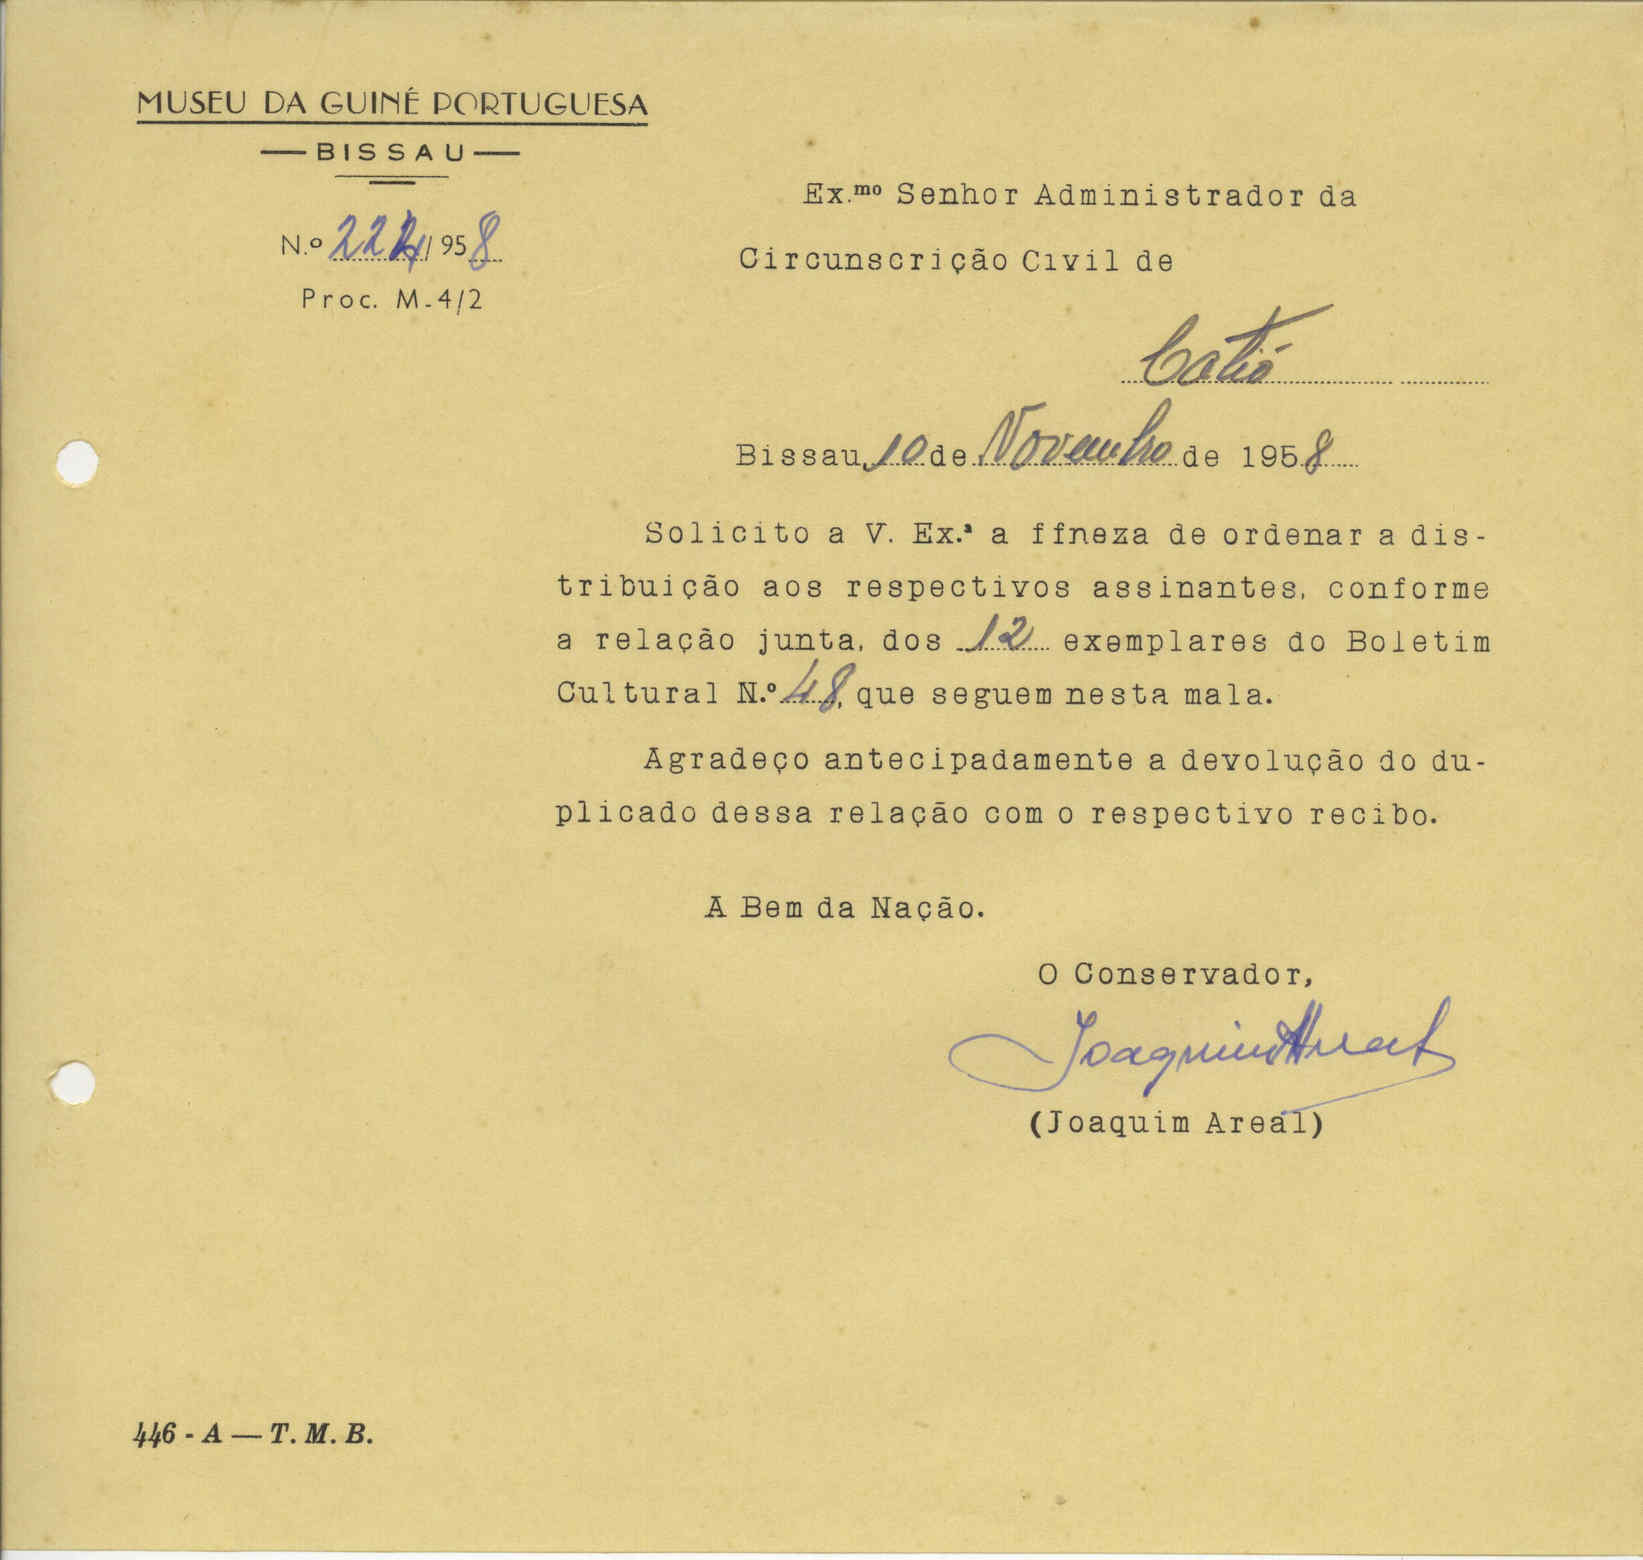 MUSEU DA GUINÉ PORTUGUESA
—BISSAU—
N.º 224/1958
Proc. M-4/2
Ex.mo Senhor Administrador da
Circunscrição Civil de
Catió
Bissau, 10 de Novembro de 1958
Solicito a V. Ex.ª a ffneza de ordenar a dis-
tribuição aos respectivos assinantes, conforme
a relação junta, dos 12 exemplares do Boletim
Cultural N.º 48, que seguem nesta mala.
Agradeço antecipadamente a devolução do du-
plicado dessa relação com o respectivo recibo.
A Bem da Nação.
O Conservador,
Joaquim Areal
(Joaquim Areal)
446 - A — T. M. B.